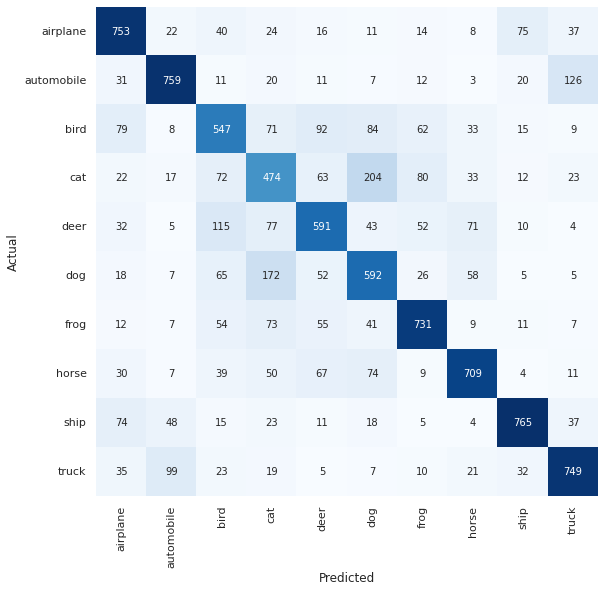 airplane 753 22 40 24 16 11 14 8 75 37
automobile 31 759 11 20 11 7 12 3 20 126
bird 79 8 547 71 92 84 62 33 15 9
cat 22 17 72 474 63 204 80 33 12 23
deer 32 5 115 77 591 43 52 71 10 4
dog 18 7 65 172 52 592 26 58 5 5
frog 12 7 54 73 55 41 731 9 11 7
horse 30 7 39 50 67 74 9 709 4 11
ship 74 48 15 23 11 18 5 4 765 37
truck 35 99 23 19 5 7 10 21 32 749
Actual
airplane automobile bird cat deer dog frog horse ship truck
Predicted